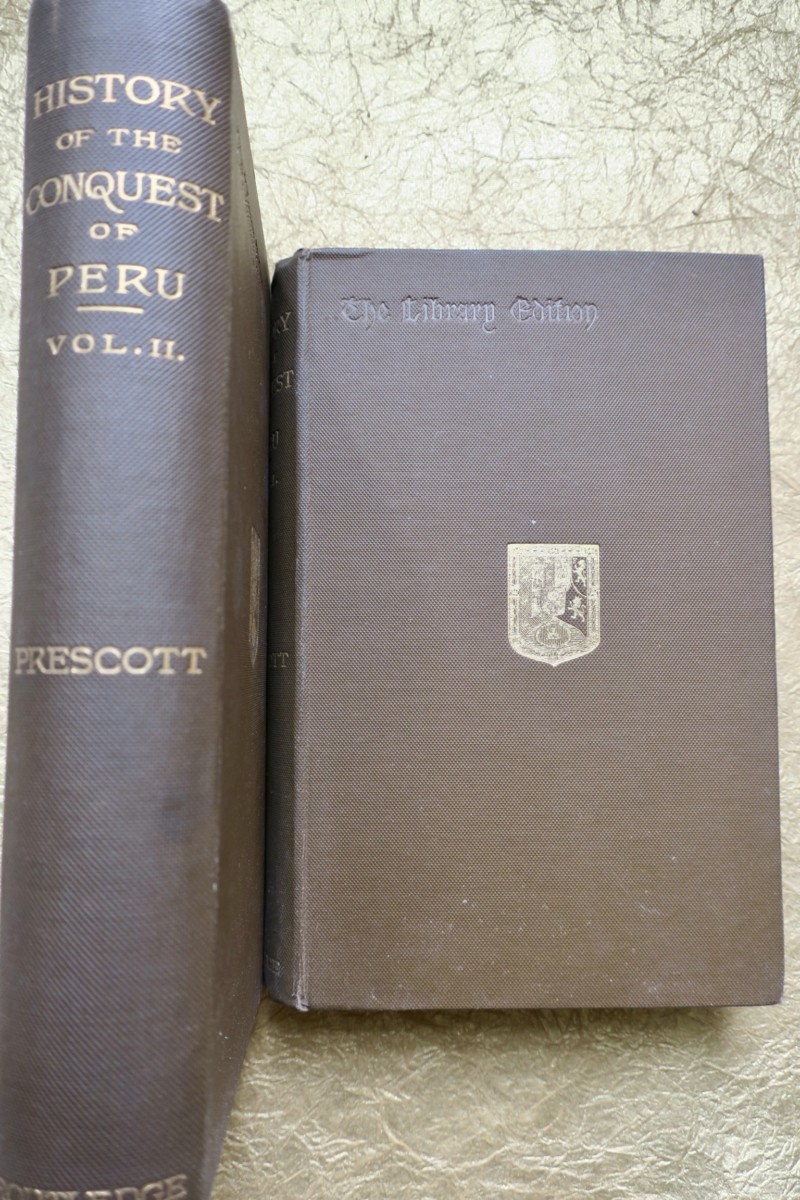 HISTORY
OF THE
CONQUEST
OF
PERU
VOL. II.
PRESCOTT
The Library Edition